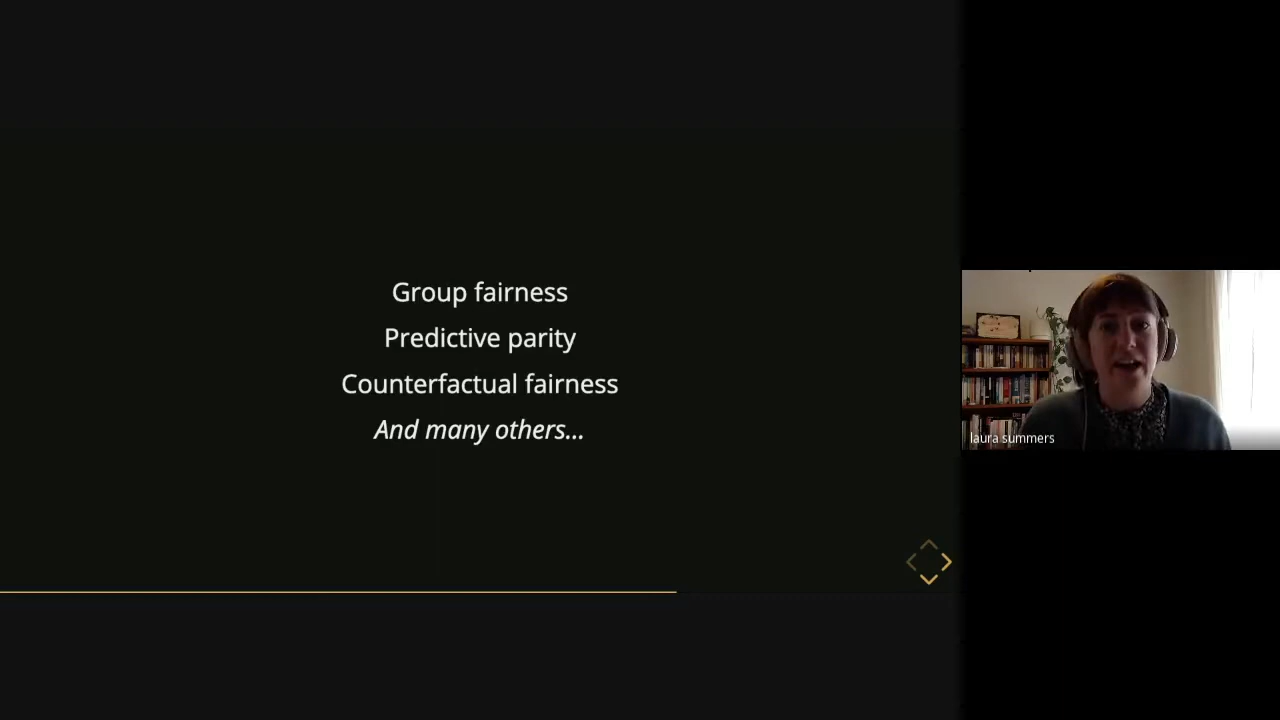 Group fairness
Predictive parity
Counterfactual fairness
And many others...
laura summers